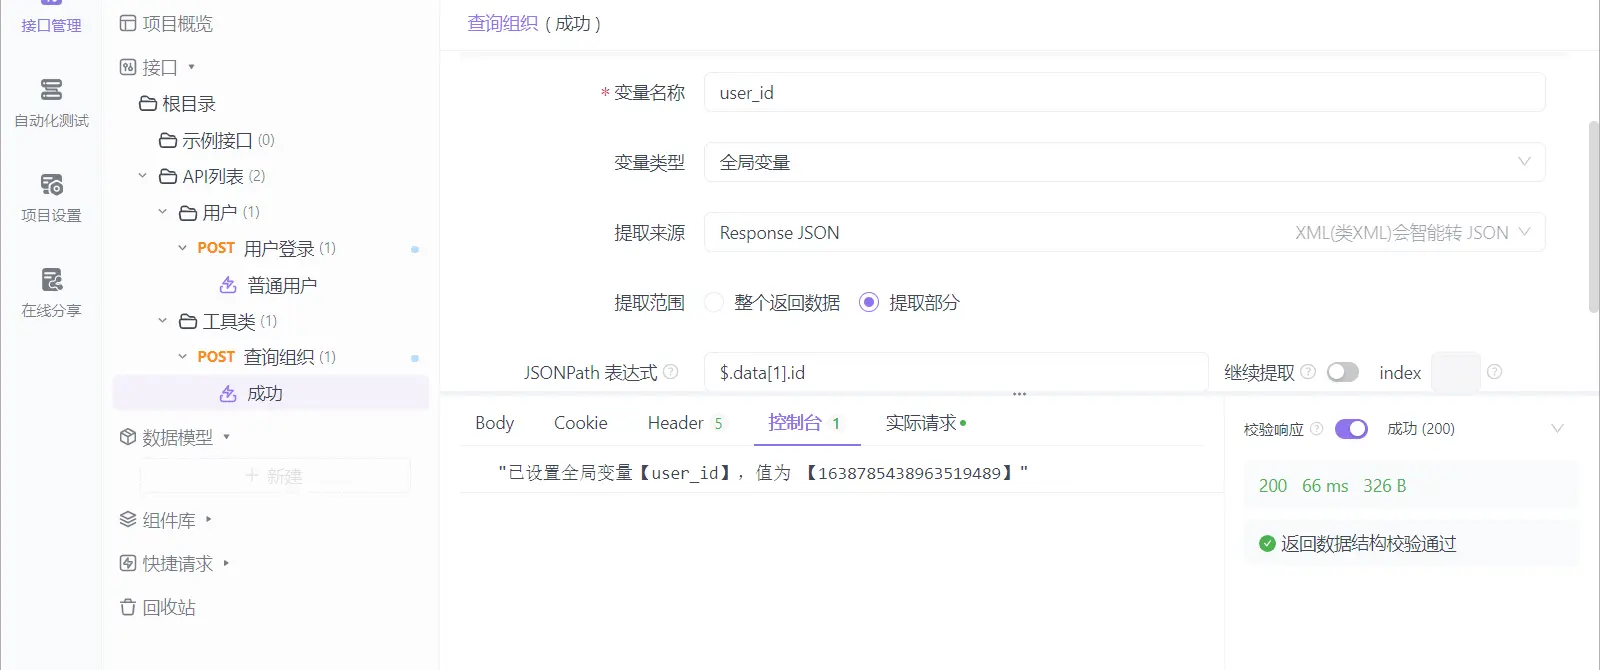 接口管理
自动化测试
项目设置
在线分享
项目概览
接口
根目录
示例接口 (0)
API列表 (2)
用户 (1)
POST 用户登录 (1)
普通用户
工具类 (1)
POST 查询组织 (1)
成功
数据模型
+ 新建
组件库
快捷请求
回收站
查询组织 ( 成功 )
* 变量名称 user_id
变量类型 全局变量
提取来源 Response JSON XML(类XML)会智能转 JSON
提取范围 整个返回数据 提取部分
JSONPath 表达式 ? $.data[1].id 继续提取 ? index ?
Body Cookie Header 5 控制台 1 实际请求
"已设置全局变量【user_id】, 值为 【1638785438963519489】"
校验响应 ? 成功 (200)
200 66 ms 326 B
返回数据结构校验通过